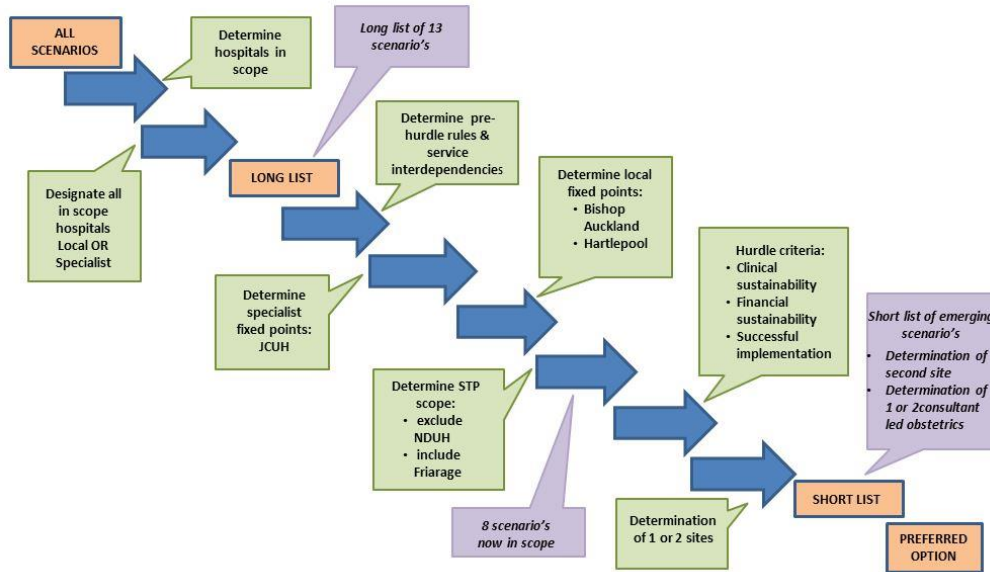 ALL
SCENARIOS
Determine
hospitals in
scope
Long list of 13
scenario's
Designate all
in scope
hospitals
Local OR
Specialist
LONG LIST
Determine pre-
hurdle rules &
service
interdependencies
Determine
specialist
fixed points:
JCUH
Determine local
fixed points:
• Bishop
Auckland
• Hartlepool
Determine STP
scope:
• exclude
NDUH
• include
Friarage
8 scenario's
now in scope
Hurdle criteria:
• Clinical
sustainability
• Financial
sustainability
• Successful
implementation
Determination
of 1 or 2 sites
Short list of emerging
scenario's
• Determination of
second site
• Determination of
1 or 2consultant
led obstetrics
SHORT LIST
PREFERRED
OPTION